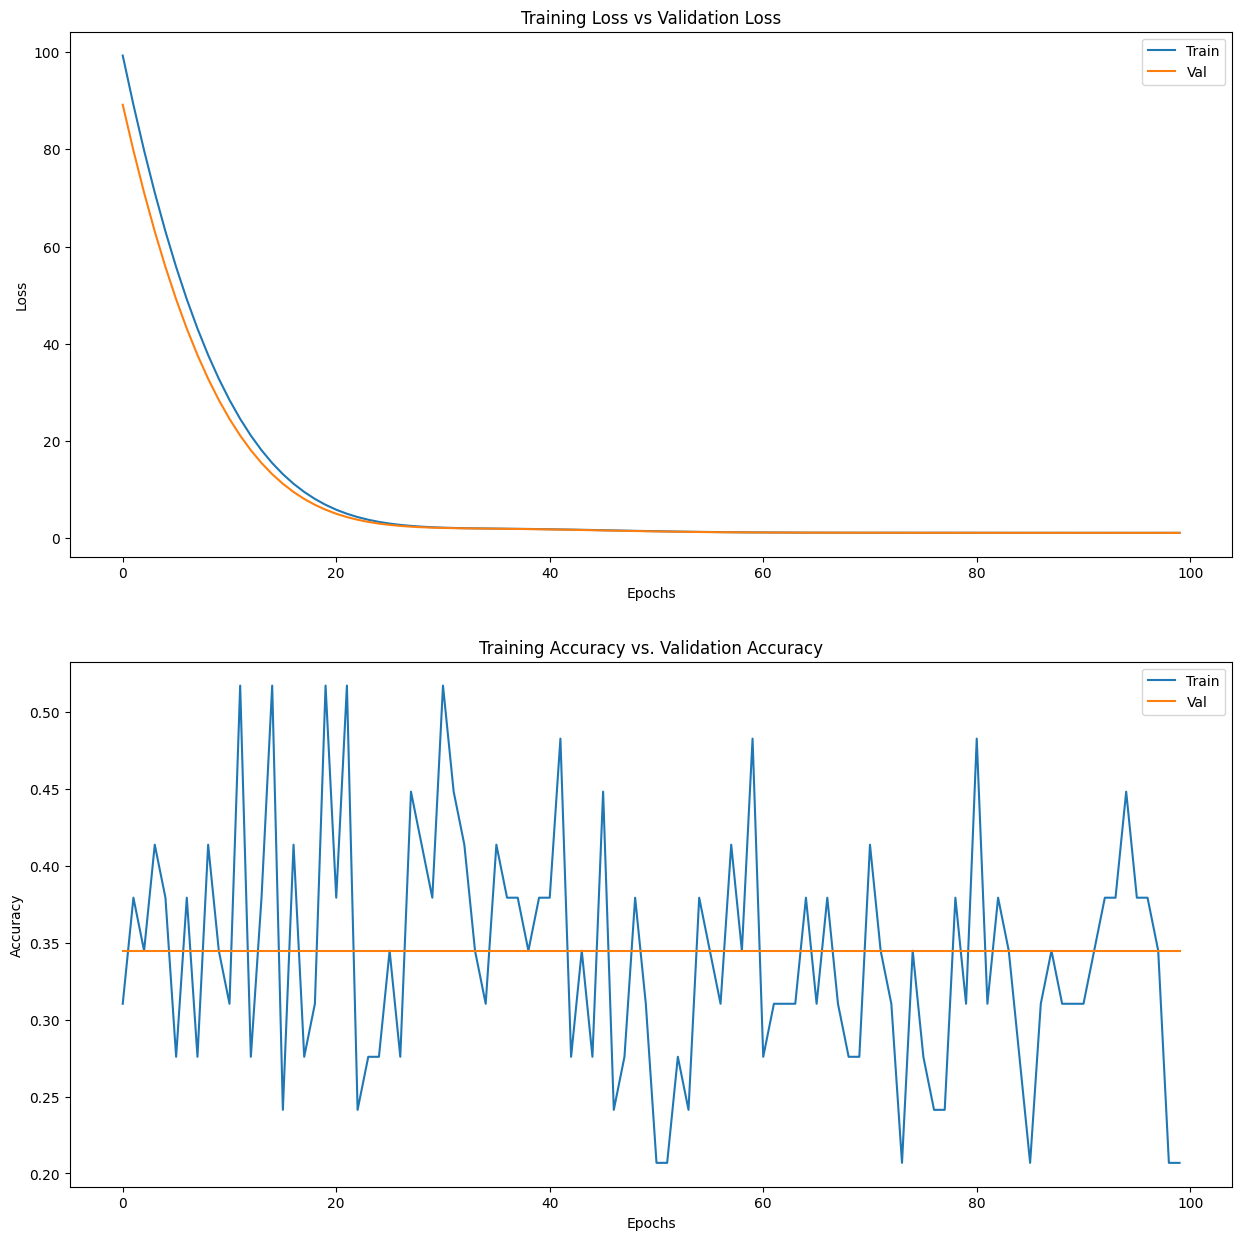 Training Loss vs Validation Loss
Train
Val
100
80
60
40
20
0
Loss
0 20 40 60 80 100
Epochs
Training Accuracy vs. Validation Accuracy
Train
Val
0.50
0.45
0.40
0.35
0.30
0.25
0.20
Accuracy
0 20 40 60 80 100
Epochs